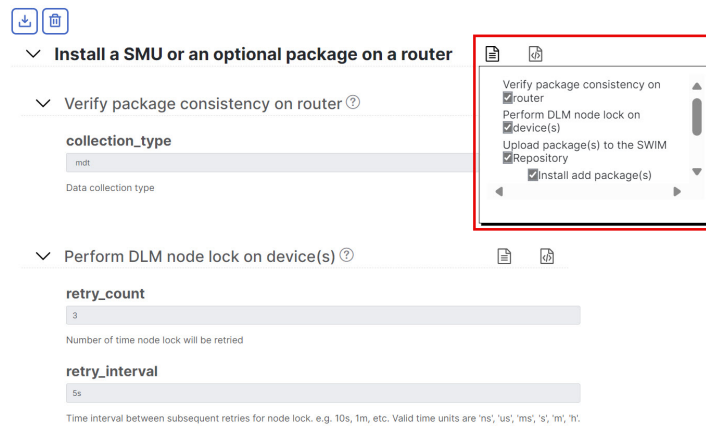 Install a SMU or an optional package on a router
Verify package consistency on
router
Perform DLM node lock on
device(s)
Upload package(s) to the SWIM
Repository
Install add package(s)
Verify package consistency on router
collection_type
mdt
Data collection type
Perform DLM node lock on device(s)
retry_count
3
Number of time node lock will be retried
retry_interval
5s
Time interval between subsequent retries for node lock. e.g. 10s, 1m, etc. Valid time units are 'ns', 'us', 'ms', 's', 'm', 'h'.